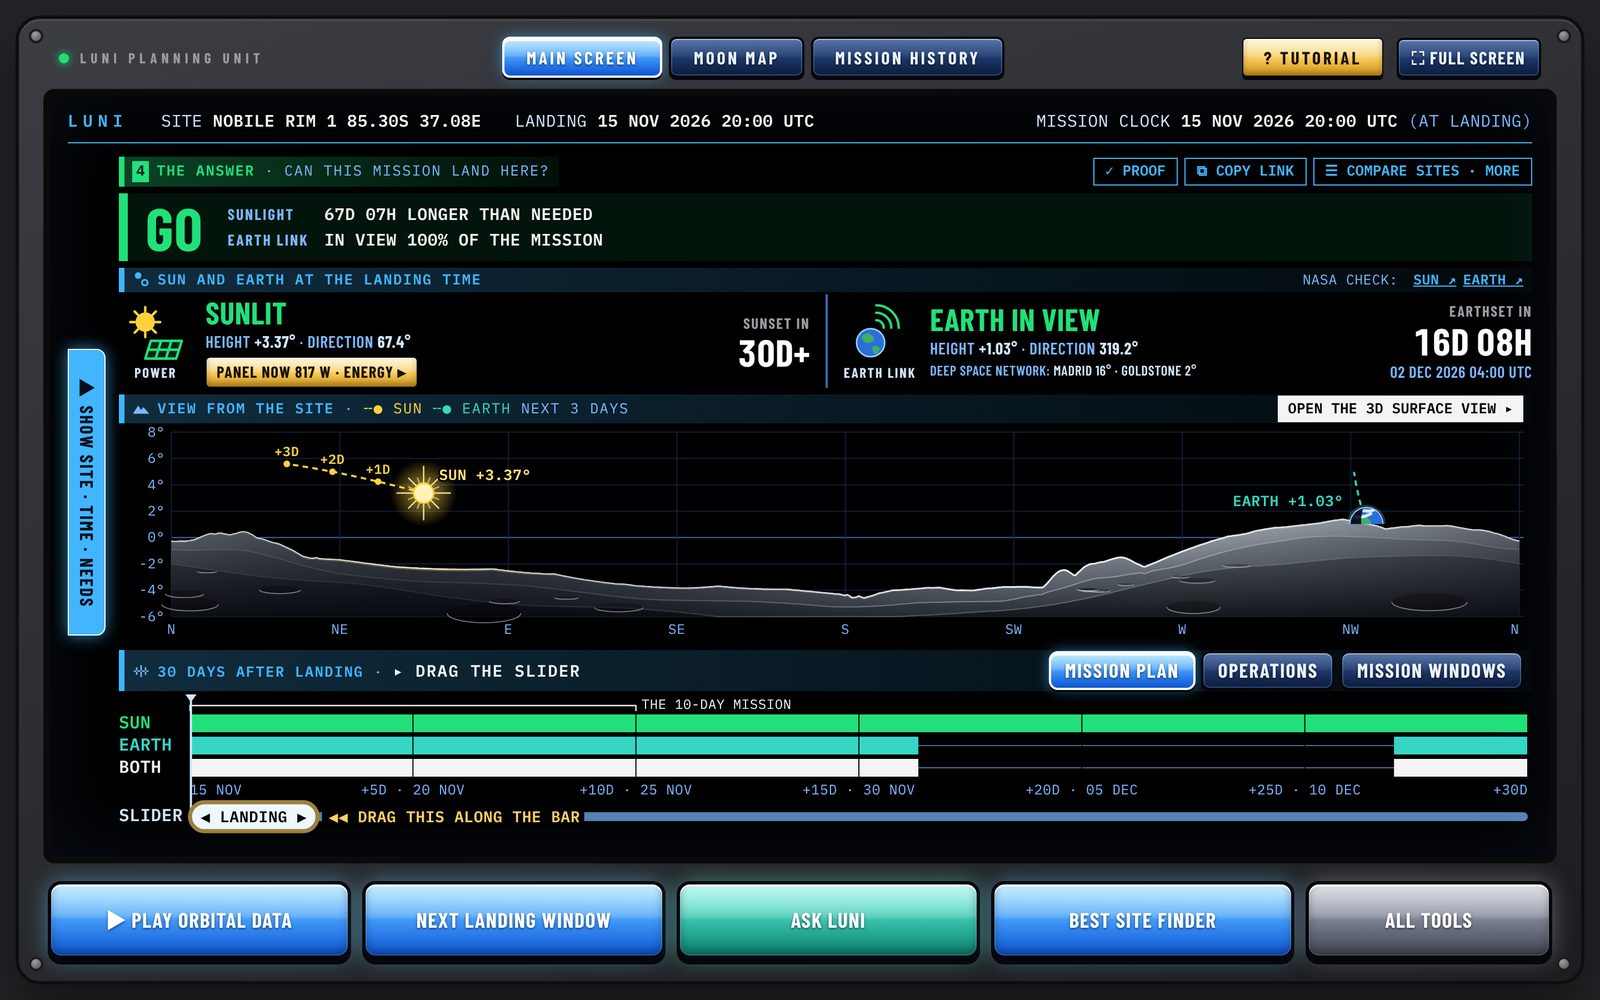 LUNI PLANNING UNIT
MAIN SCREEN
MOON MAP
MISSION HISTORY
? TUTORIAL
FULL SCREEN
LUNI SITE NOBILE RIM 1 85.30S 37.08E LANDING 15 NOV 2026 20:00 UTC MISSION CLOCK 15 NOV 2026 20:00 UTC (AT LANDING)
4 THE ANSWER · CAN THIS MISSION LAND HERE?
✓ PROOF
⧉ COPY LINK
☰ COMPARE SITES · MORE
GO
SUNLIGHT 67D 07H LONGER THAN NEEDED
EARTH LINK IN VIEW 100% OF THE MISSION
SUN AND EARTH AT THE LANDING TIME
NASA CHECK: SUN ↗ EARTH ↗
POWER
SUNLIT
HEIGHT +3.37° · DIRECTION 67.4°
PANEL NOW 817 W · ENERGY ▸
SUNSET IN
30D+
EARTH LINK
EARTH IN VIEW
HEIGHT +1.03° · DIRECTION 319.2°
DEEP SPACE NETWORK: MADRID 16° · GOLDSTONE 2°
EARTHSET IN
16D 08H
02 DEC 2026 04:00 UTC
▶ SHOW SITE · TIME · NEEDS
VIEW FROM THE SITE · SUN EARTH NEXT 3 DAYS
OPEN THE 3D SURFACE VIEW ▸
8°
6°
4°
2°
0°
-2°
-4°
-6°
+3D
+2D
+1D
SUN +3.37°
EARTH +1.03°
N NE E SE S SW W NW N
30 DAYS AFTER LANDING · ▸ DRAG THE SLIDER
MISSION PLAN
OPERATIONS
MISSION WINDOWS
THE 10-DAY MISSION
SUN
EARTH
BOTH
15 NOV +5D · 20 NOV +10D · 25 NOV +15D · 30 NOV +20D · 05 DEC +25D · 10 DEC +30D
SLIDER ◀ LANDING ▶ ◀◀ DRAG THIS ALONG THE BAR
▶ PLAY ORBITAL DATA
NEXT LANDING WINDOW
ASK LUNI
BEST SITE FINDER
ALL TOOLS